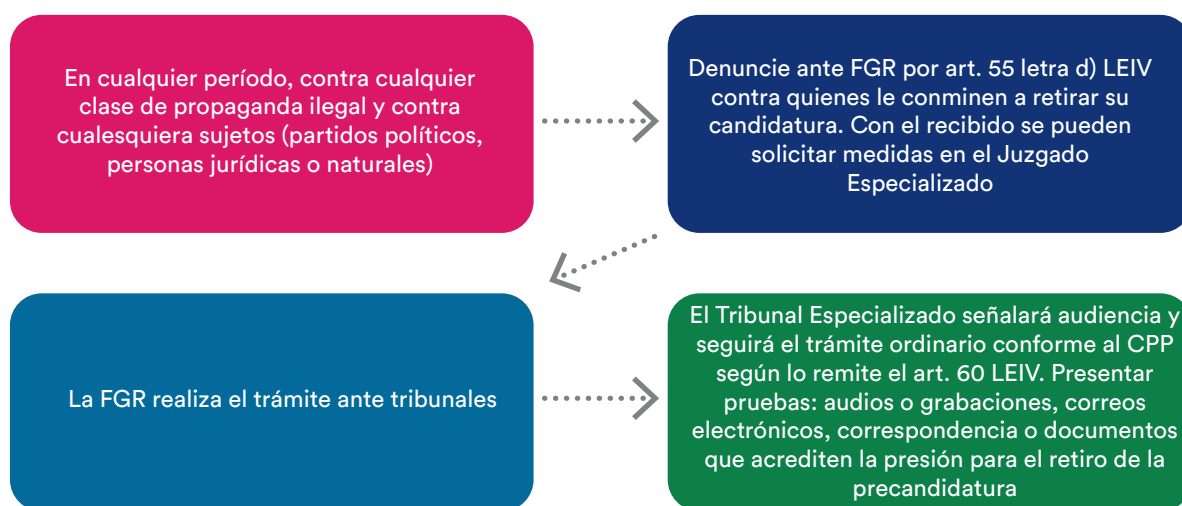 En cualquier período, contra cualquier
clase de propaganda ilegal y contra
cualesquiera sujetos (partidos políticos,
personas jurídicas o naturales)
Denuncie ante FGR por art. 55 letra d) LEIV
contra quienes le conminen a retirar su
candidatura. Con el recibido se pueden
solicitar medidas en el Juzgado
Especializado
La FGR realiza el trámite ante tribunales
El Tribunal Especializado señalará audiencia y
seguirá el trámite ordinario conforme al CPP
según lo remite el art. 60 LEIV. Presentar
pruebas: audios o grabaciones, correos
electrónicos, correspondencia o documentos
que acrediten la presión para el retiro de la
precandidatura